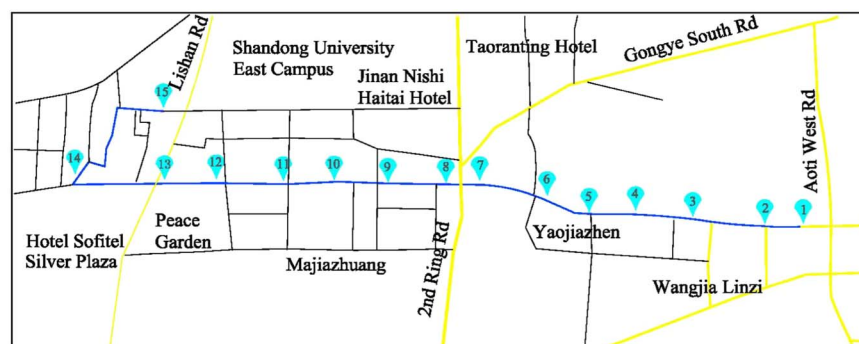 Lishan Rd
Shandong University
East Campus
Jinan Nishi
Haitai Hotel
Taoranting Hotel
Gongye South Rd
Aoti West Rd
15
14
13
12
11
10
9
8
7
6
5
4
3
2
1
Hotel Sofitel
Silver Plaza
Peace
Garden
Majiazhuang
2nd Ring Rd
Yaojiazhen
Wangjia Linzi